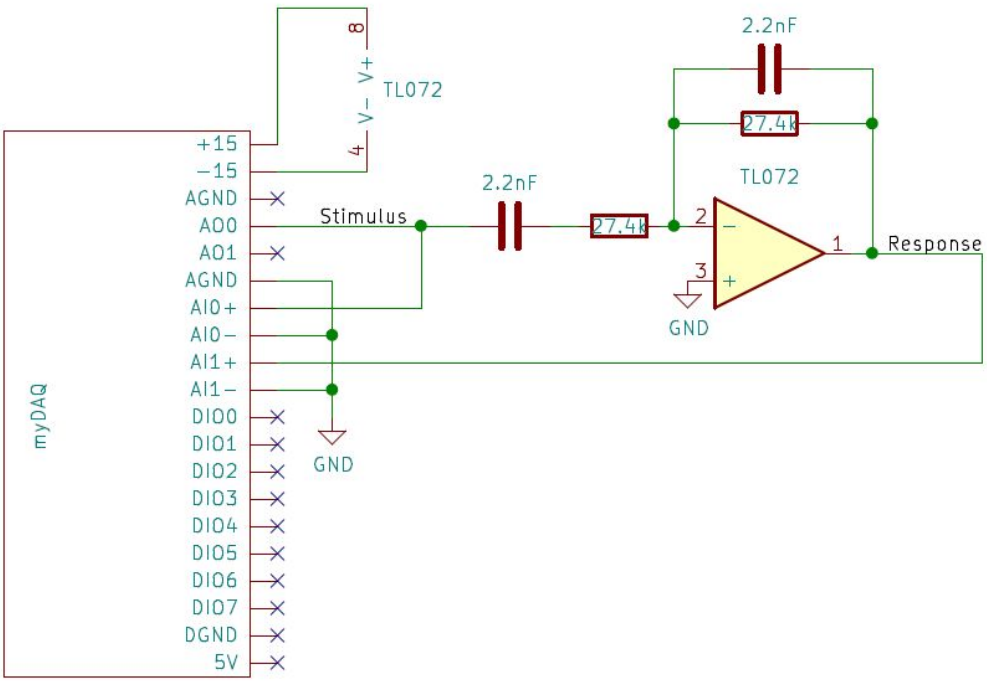 8
V+
TL072
V-
4
2.2nF
27.4k
TL072
2.2nF
27.4k
2
-
3
+
1
GND
Stimulus
Response
myDAQ
+15
-15
AGND
AO0
AO1
AGND
AI0+
AI0-
AI1+
AI1-
DIO0
DIO1
DIO2
DIO3
DIO4
DIO5
DIO6
DIO7
DGND
5V
GND